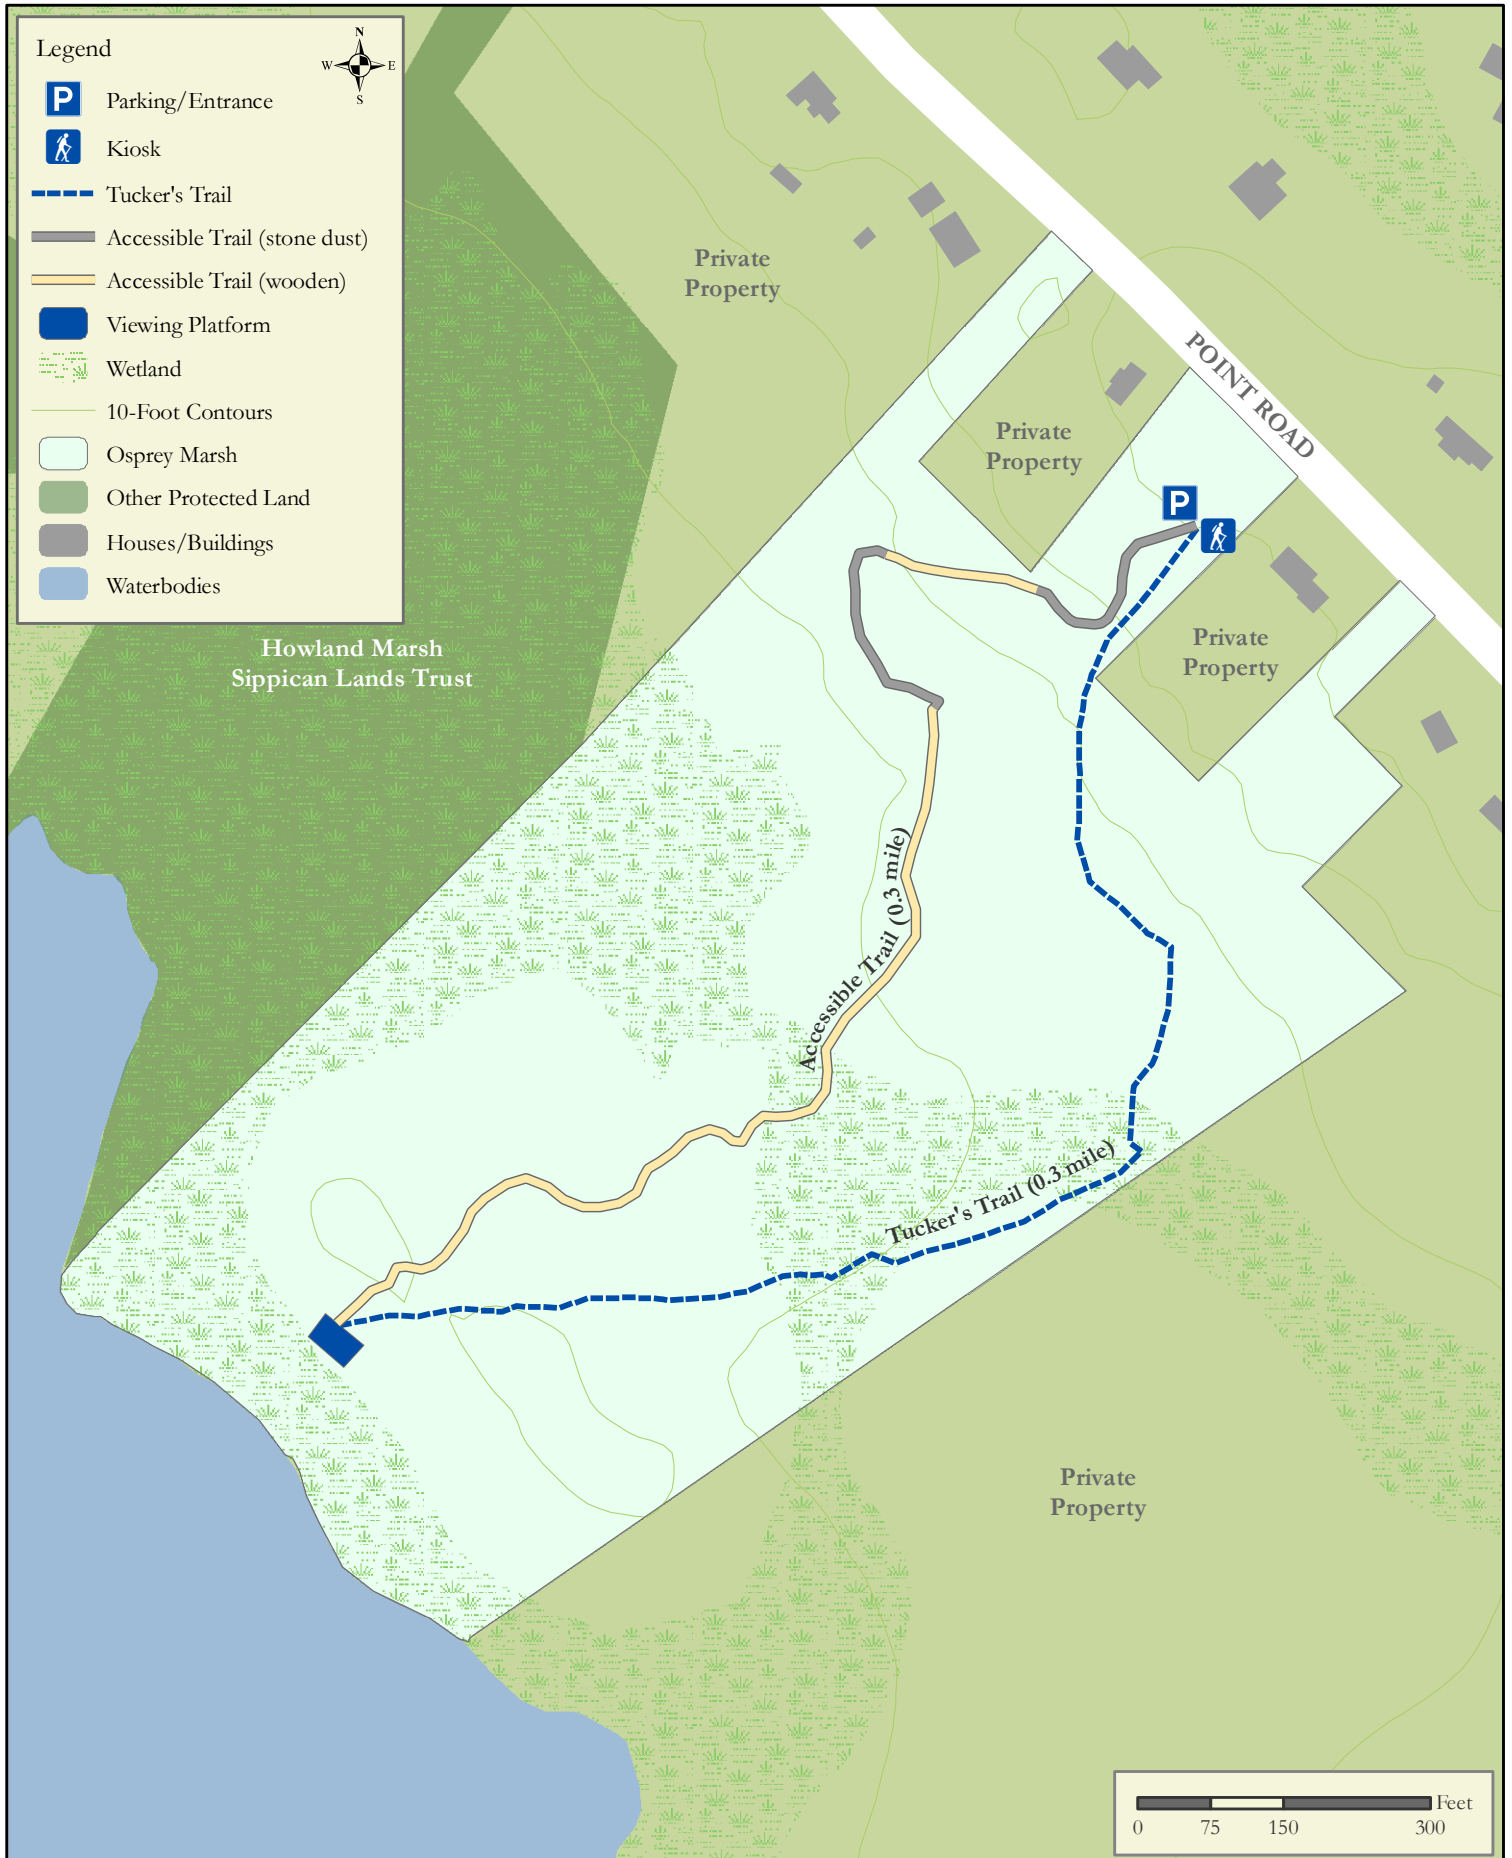 Legend
N
W
E
S
P
Parking/Entrance
Kiosk
Tucker's Trail
Accessible Trail (stone dust)
Accessible Trail (wooden)
Viewing Platform
Wetland
10-Foot Contours
Osprey Marsh
Other Protected Land
Houses/Buildings
Waterbodies
Private
Property
POINT ROAD
Private
Property
P
Private
Property
Howland Marsh
Sippican Lands Trust
Accessible Trail (0.3 mile)
Tucker's Trail (0.3 mile)
Private
Property
Feet
0 75 150 300